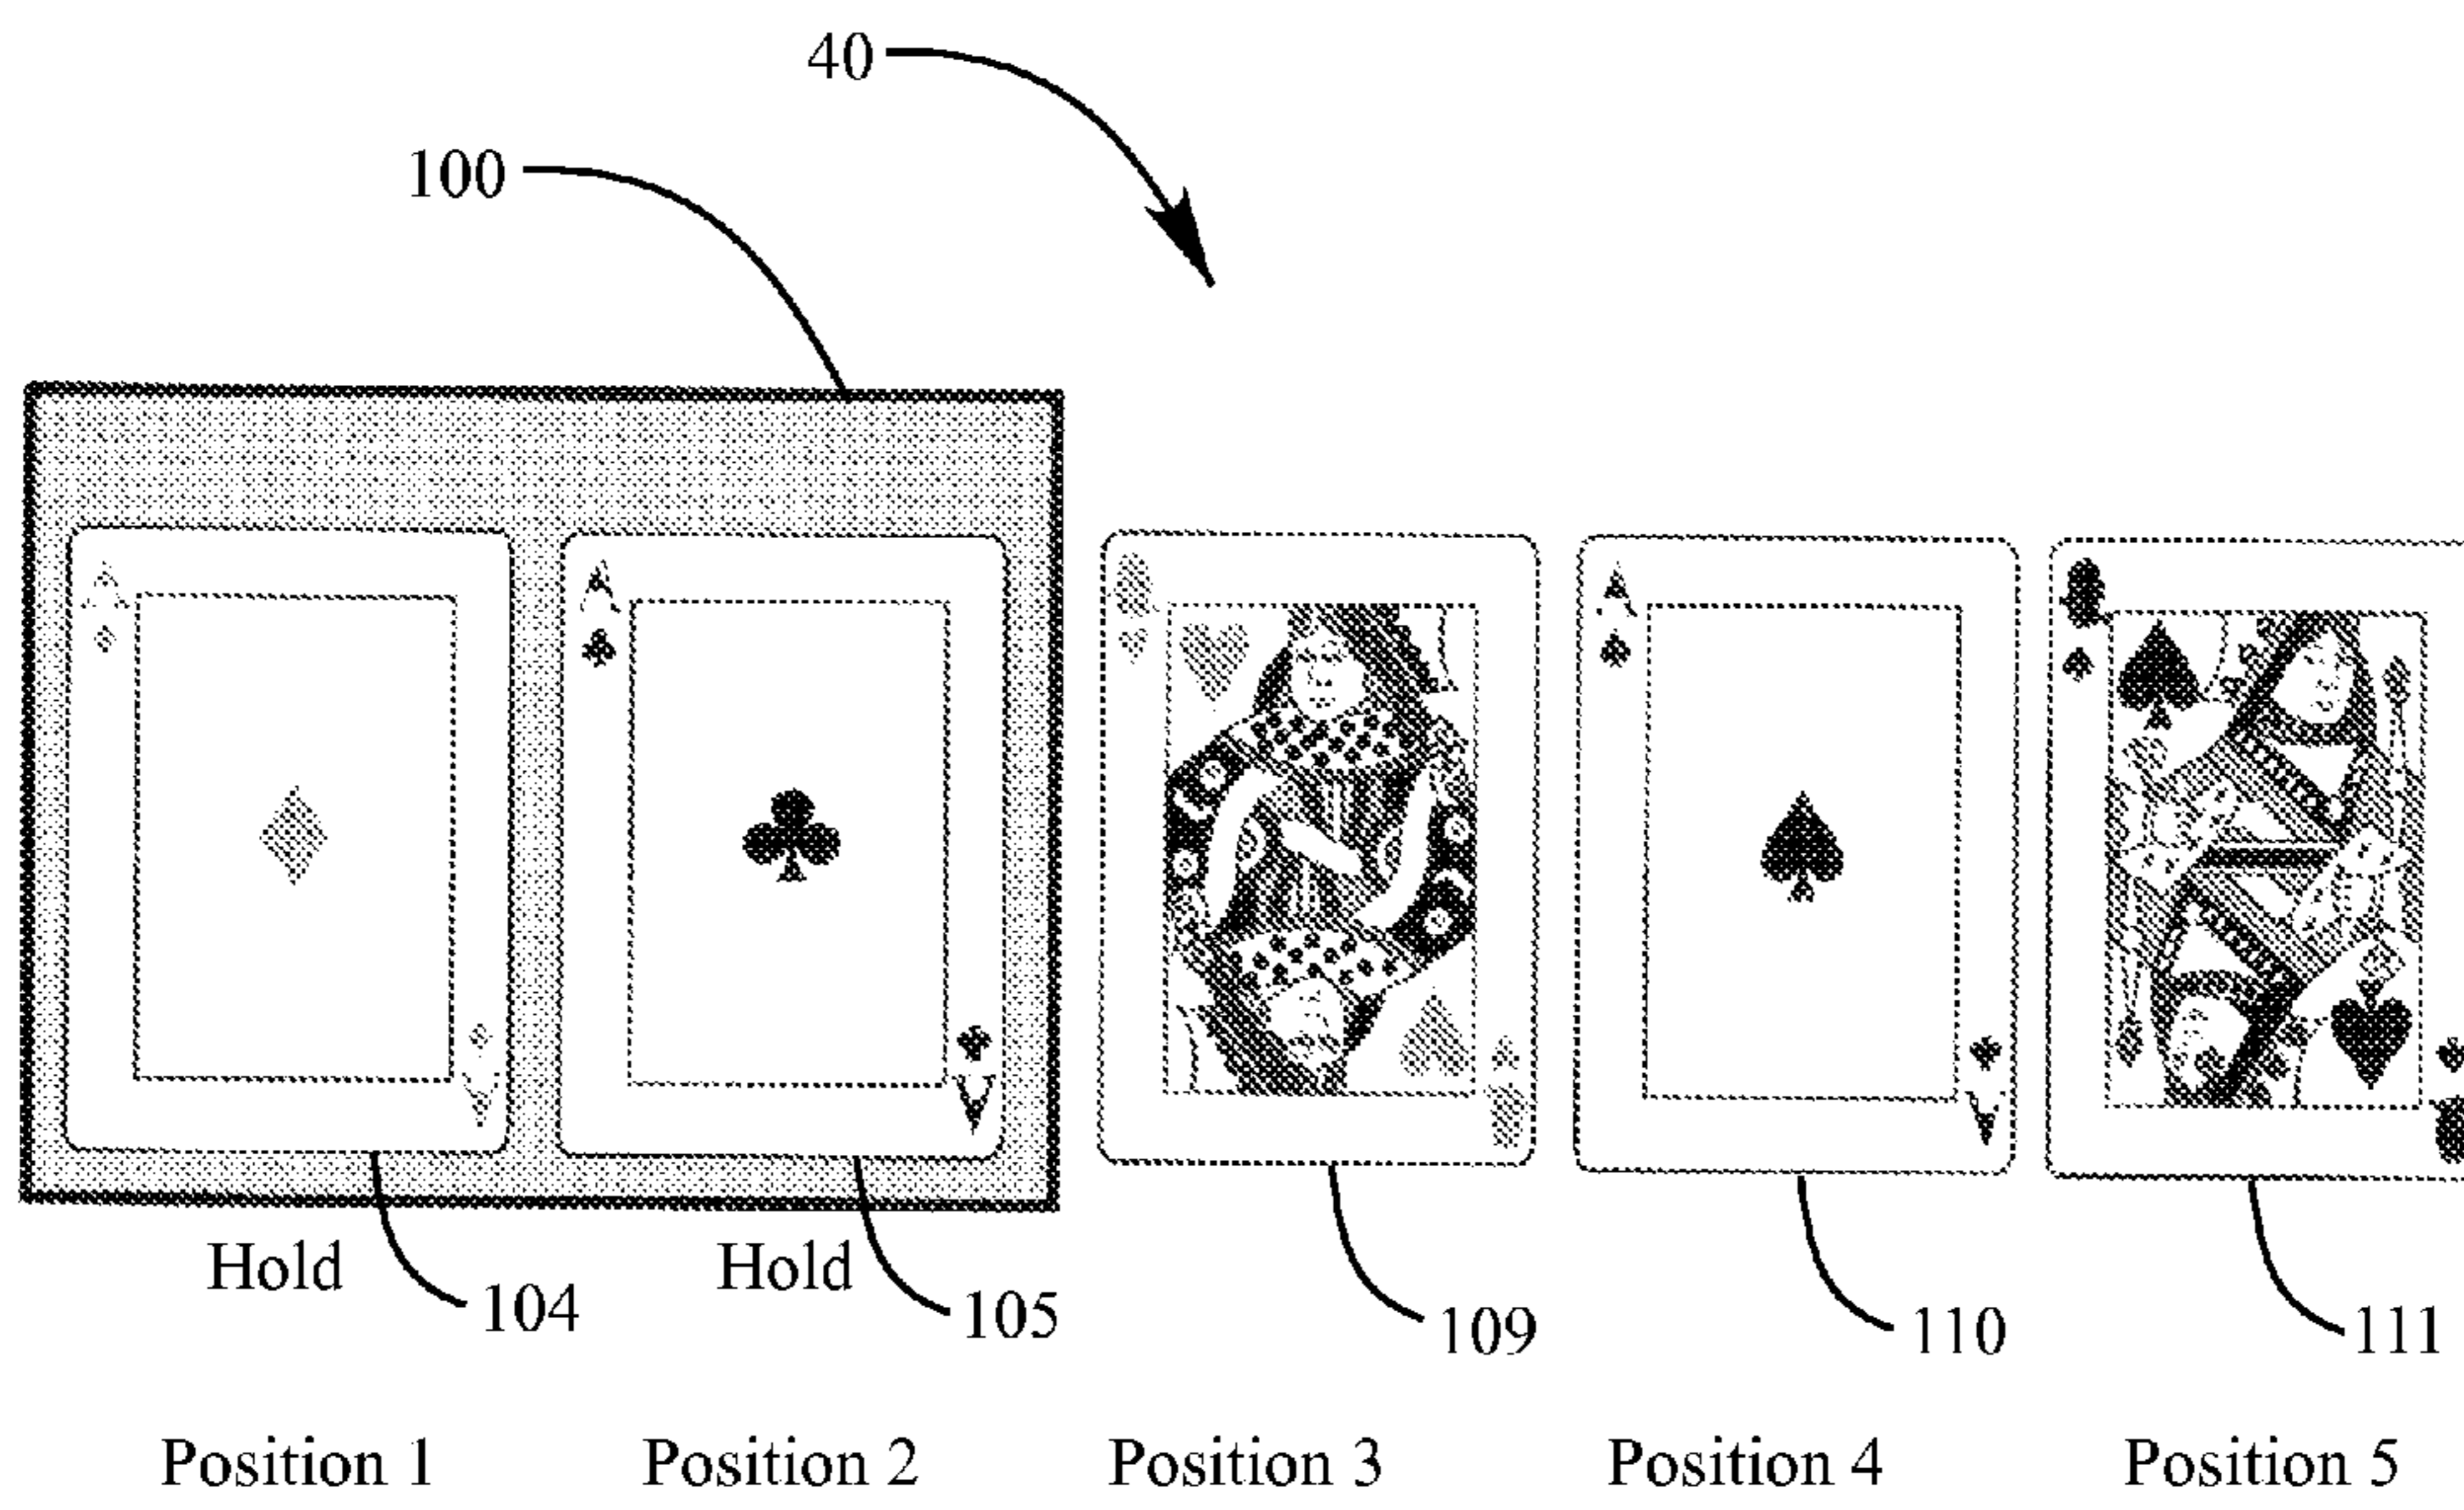 40
100
A
A
A
A
A
A
Hold
Hold
104
105
109
110
111
Position 1
Position 2
Position 3
Position 4
Position 5